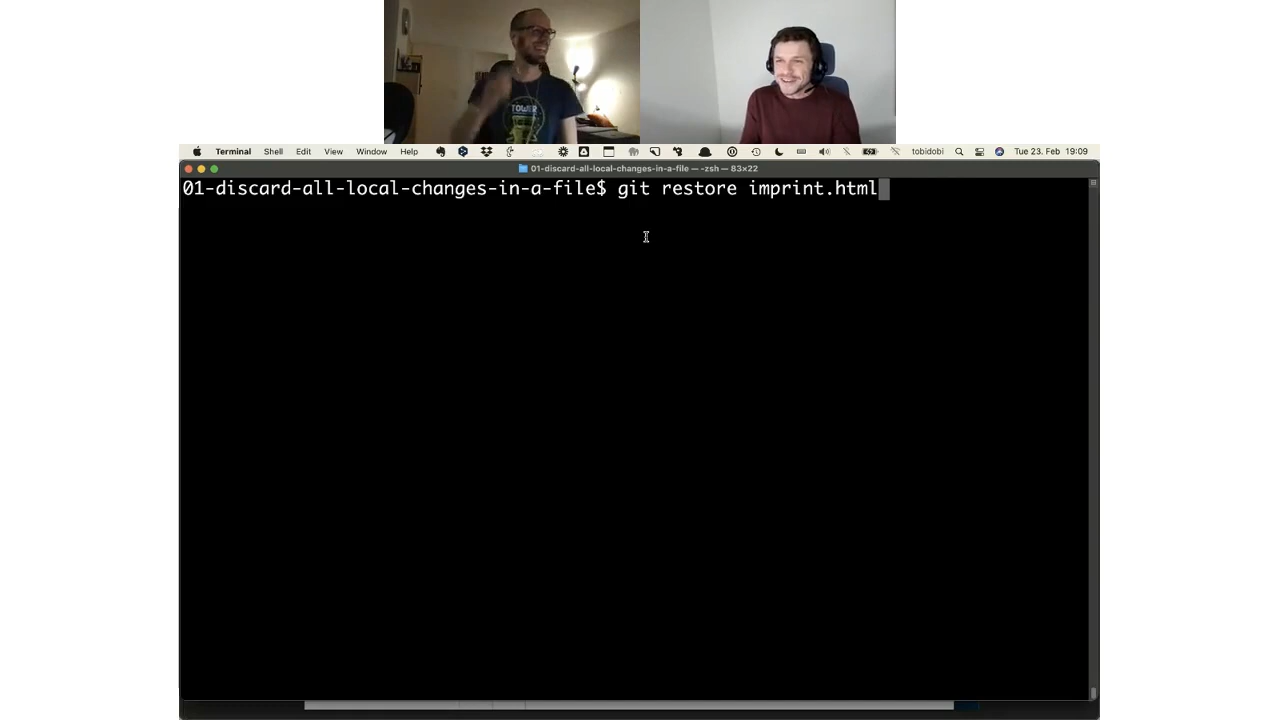 TOWER
Terminal Shell Edit View Window Help tobidobi Tue 23. Feb 19:09
01-discard-all-local-changes-in-a-file — -zsh — 83×22
01-discard-all-local-changes-in-a-file$ git restore imprint.html